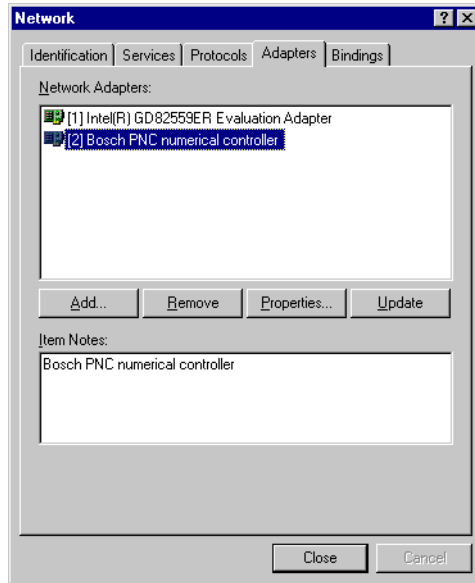 Network
Identification Services Protocols Adapters Bindings
Network Adapters:
[1] Intel(R) GD82559ER Evaluation Adapter
[2] Bosch PNC numerical controller
Add... Remove Properties... Update
Item Notes:
Bosch PNC numerical controller
Close Cancel